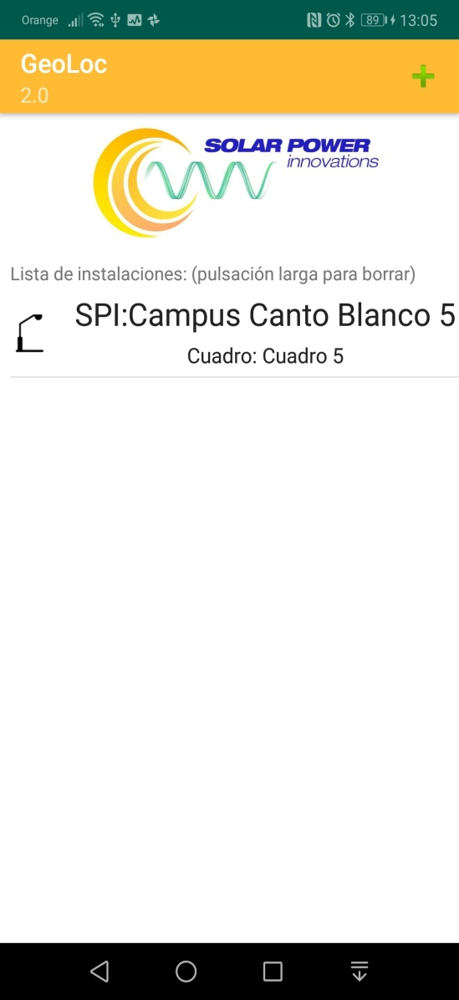 Orange
89
13:05
GeoLoc
2.0
SOLAR POWER
innovations
Lista de instalaciones: (pulsación larga para borrar)
SPI:Campus Canto Blanco 5
Cuadro: Cuadro 5